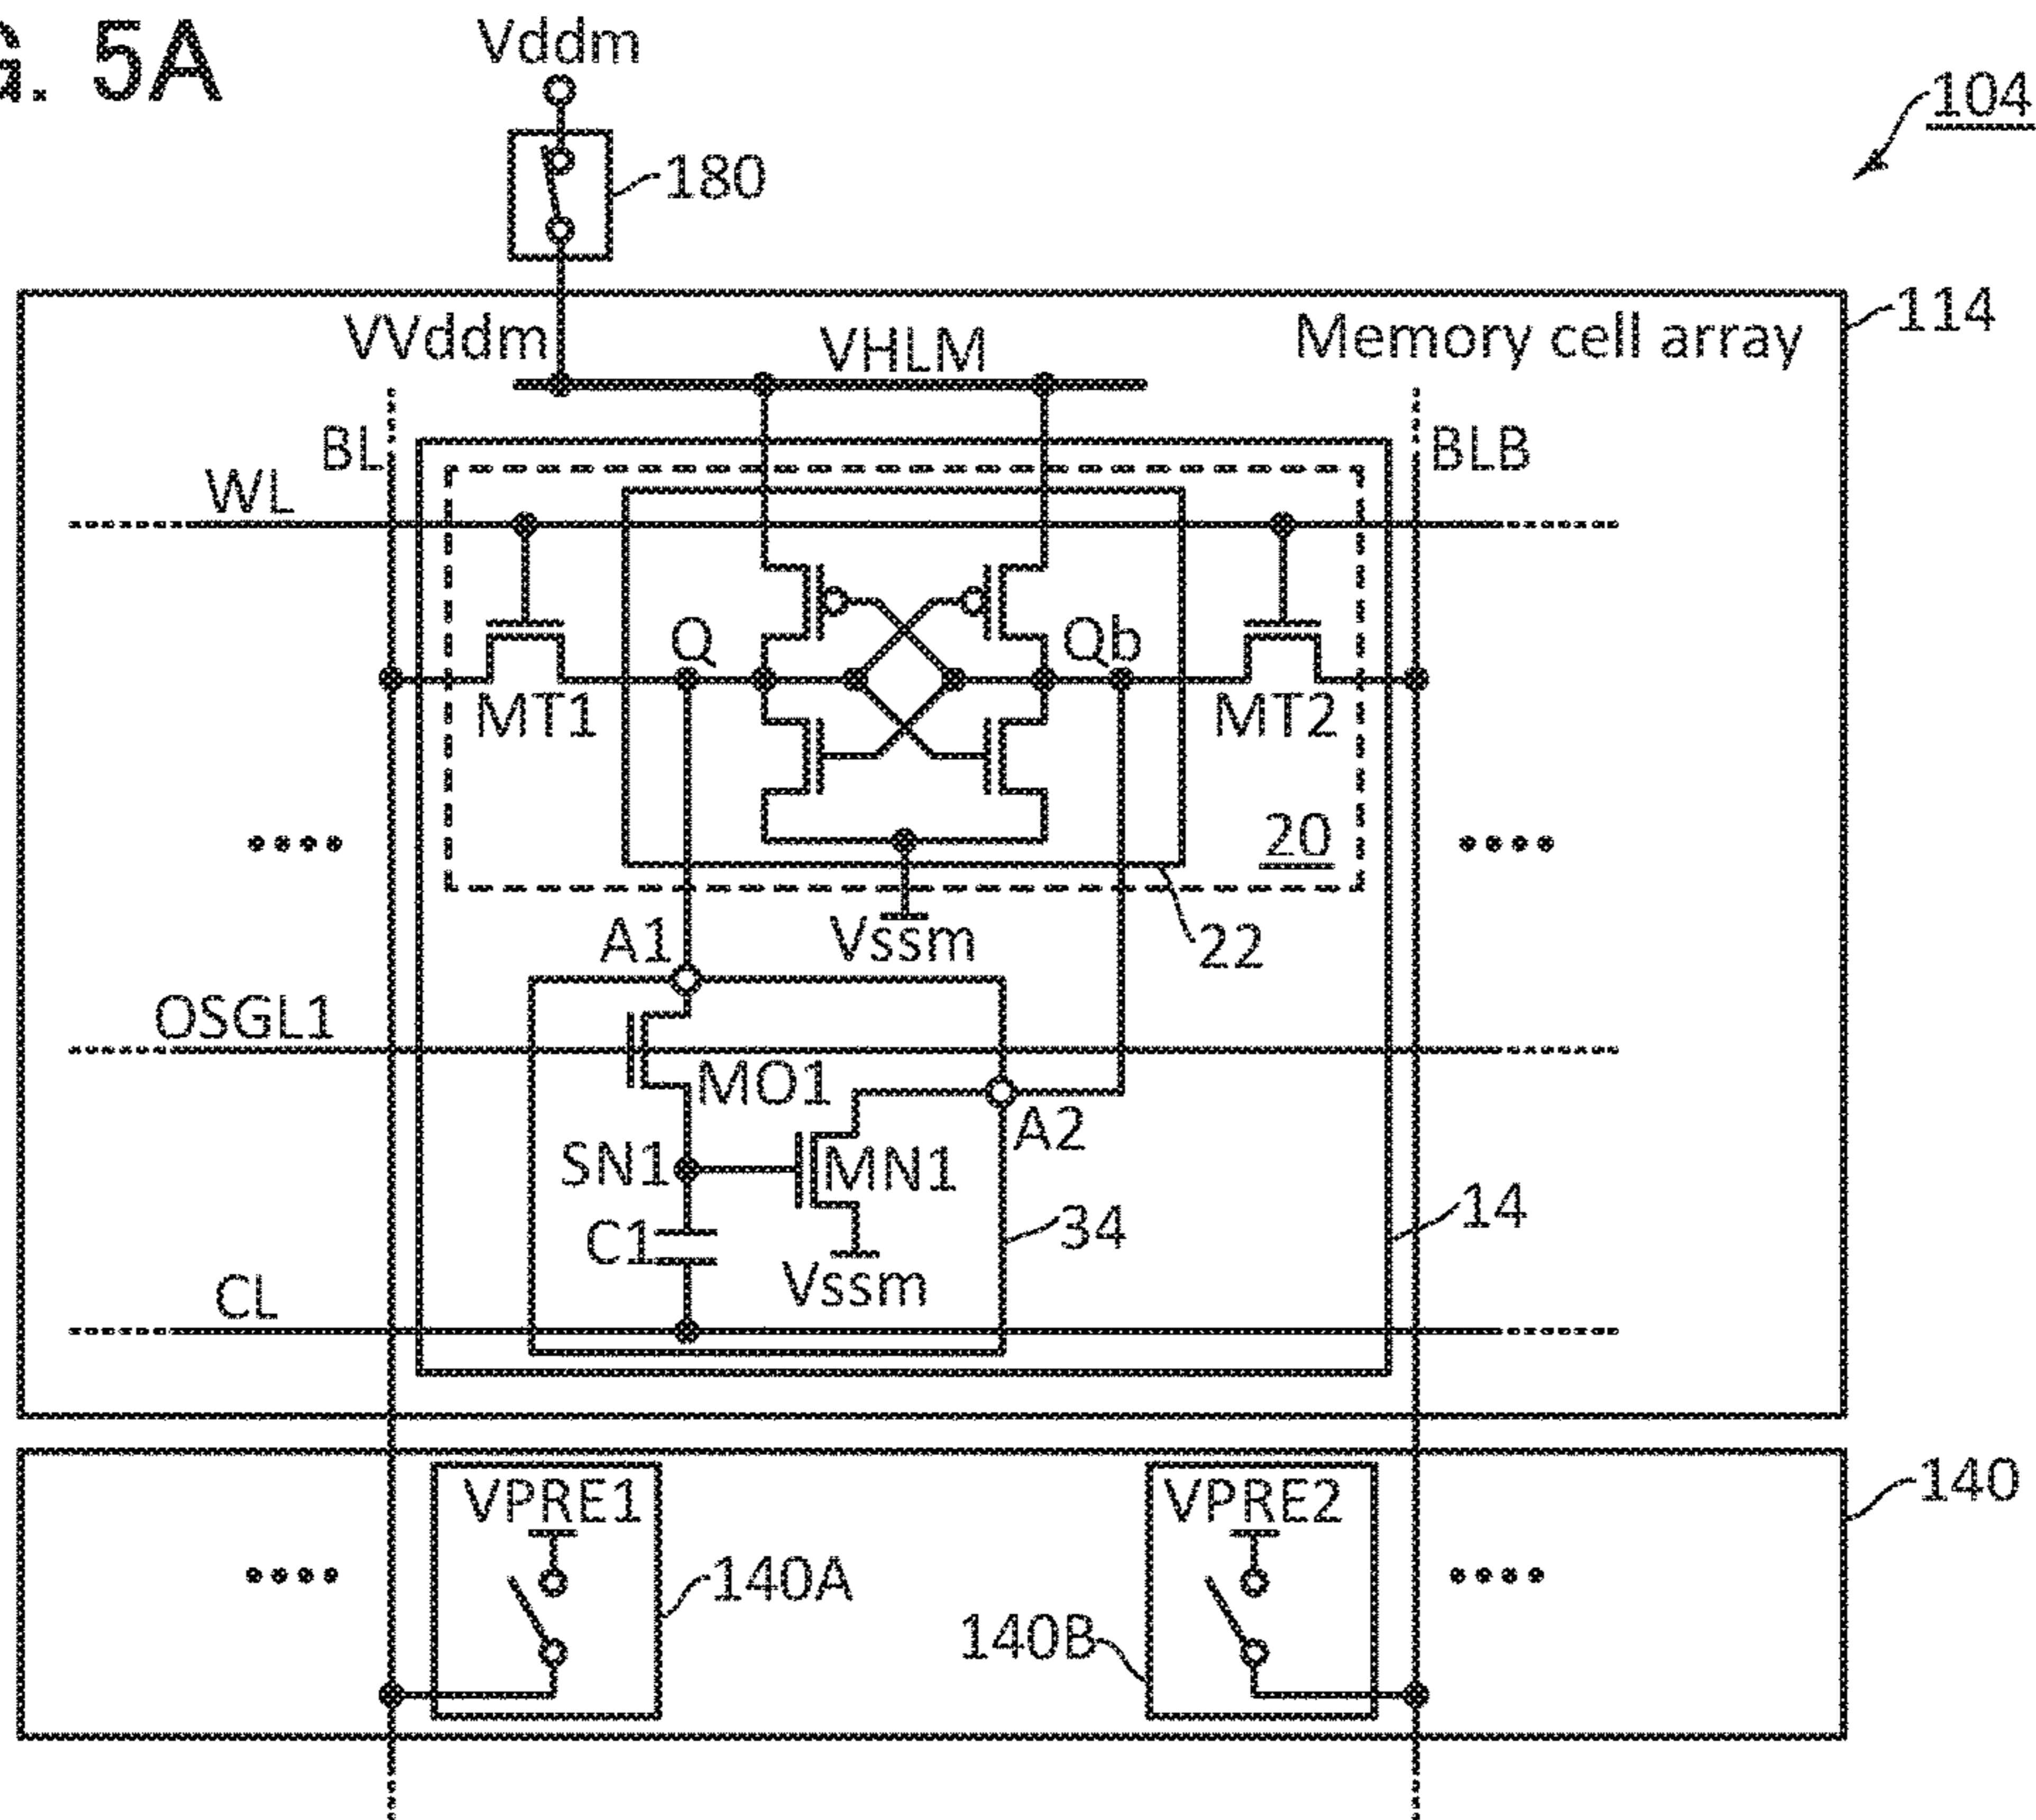 G. 5A
Vddm
104
180
114
VVddm
VHLM
Memory cell array
BL
BLB
WL
Q
Qb
MT1
MT2
20
A1
Vssm
22
OSGL1
MO1
A2
SN1
MN1
14
C1
34
Vssm
CL
VPRE1
VPRE2
140
140A
140B